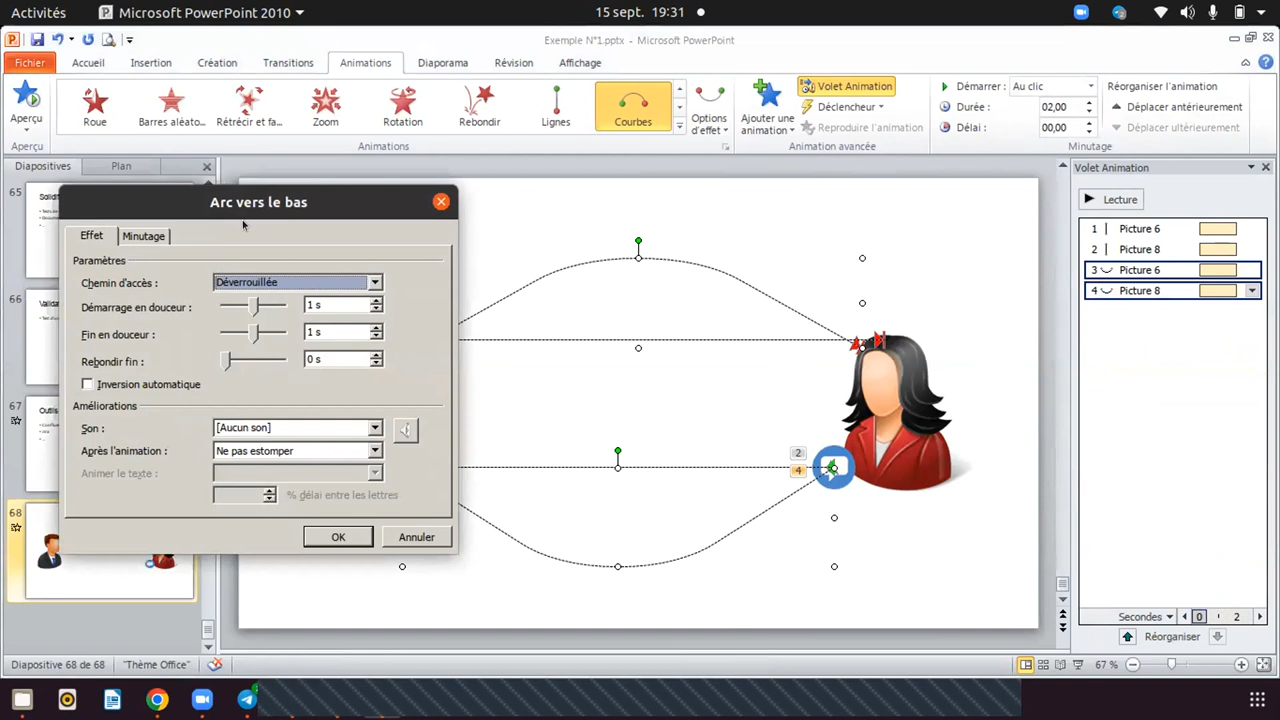 Activités
Microsoft PowerPoint 2010
15 sept. 19:31
Exemple N°1.pptx - Microsoft PowerPoint
Fichier
Accueil
Insertion
Création
Transitions
Animations
Diaporama
Révision
Affichage
Aperçu
Roue
Barres aléato...
Rétrécir et fa...
Zoom
Rotation
Rebondir
Lignes
Courbes
Options
d'effet
Ajouter une
animation
Volet Animation
Déclencheur
Reproduire l'animation
Démarrer :
Au clic
Durée :
02,00
Délai :
00,00
Réorganiser l'animation
Déplacer antérieurement
Déplacer ultérieurement
Aperçu
Animations
Animation avancée
Minutage
Diapositives
Plan
65
66
67
68
Arc vers le bas
Effet
Minutage
Paramètres
Chemin d'accès :
Déverrouillée
Démarrage en douceur :
1 s
Fin en douceur :
1 s
Rebondir fin :
0 s
Inversion automatique
Améliorations
Son :
[Aucun son]
Après l'animation :
Ne pas estomper
Animer le texte :
% délai entre les lettres
OK
Annuler
2
4
Volet Animation
Lecture
1 Picture 6
2 Picture 8
3 Picture 6
4 Picture 8
Secondes
0
2
Réorganiser
Diapositive 68 de 68
"Thème Office"
67 %